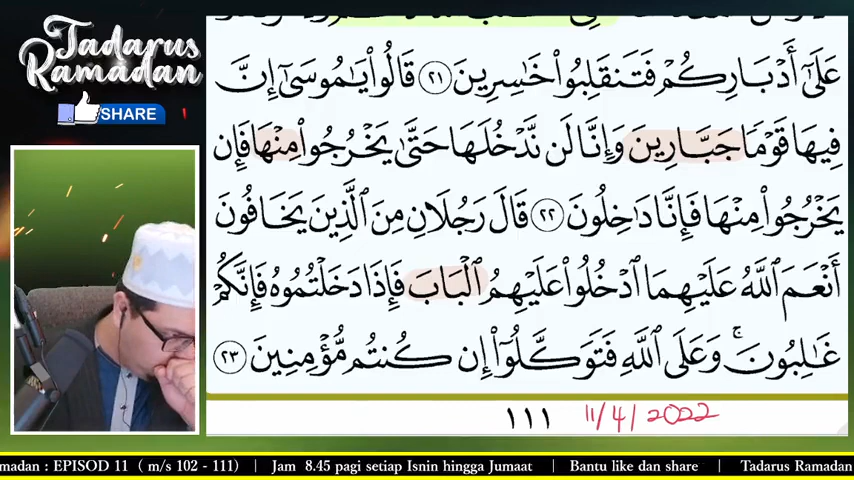 Tadarus
Ramadan
SHARE
عَلَىٰٓ أَدْبَارِكُمْ فَتَنقَلِبُوا۟ خَـٰسِرِينَ ٢١ قَالُوا۟ يَـٰمُوسَىٰٓ إِنَّ
فِيهَا قَوْمًا جَبَّارِينَ وَإِنَّا لَن نَّدْخُلَهَا حَتَّىٰ يَخْرُجُوا۟ مِنْهَا فَإِن
يَخْرُجُوا۟ مِنْهَا فَإِنَّا دَٰخِلُونَ ٢٢ قَالَ رَجُلَانِ مِنَ ٱلَّذِينَ يَخَافُونَ
أَنْعَمَ ٱللَّهُ عَلَيْهِمَا ٱدْخُلُوا۟ عَلَيْهِمُ ٱلْبَابَ فَإِذَا دَخَلْتُمُوهُ فَإِنَّكُمْ
غَـٰلِبُونَ ۚ وَعَلَى ٱللَّهِ فَتَوَكَّلُوٓا۟ إِن كُنتُم مُّؤْمِنِينَ ٢٣
١١١ 11/4/2022
madan : EPISOD 11 ( m/s 102 - 111) | Jam 8.45 pagi setiap Isnin hingga Jumaat | Bantu like dan share | Tadarus Ramadan